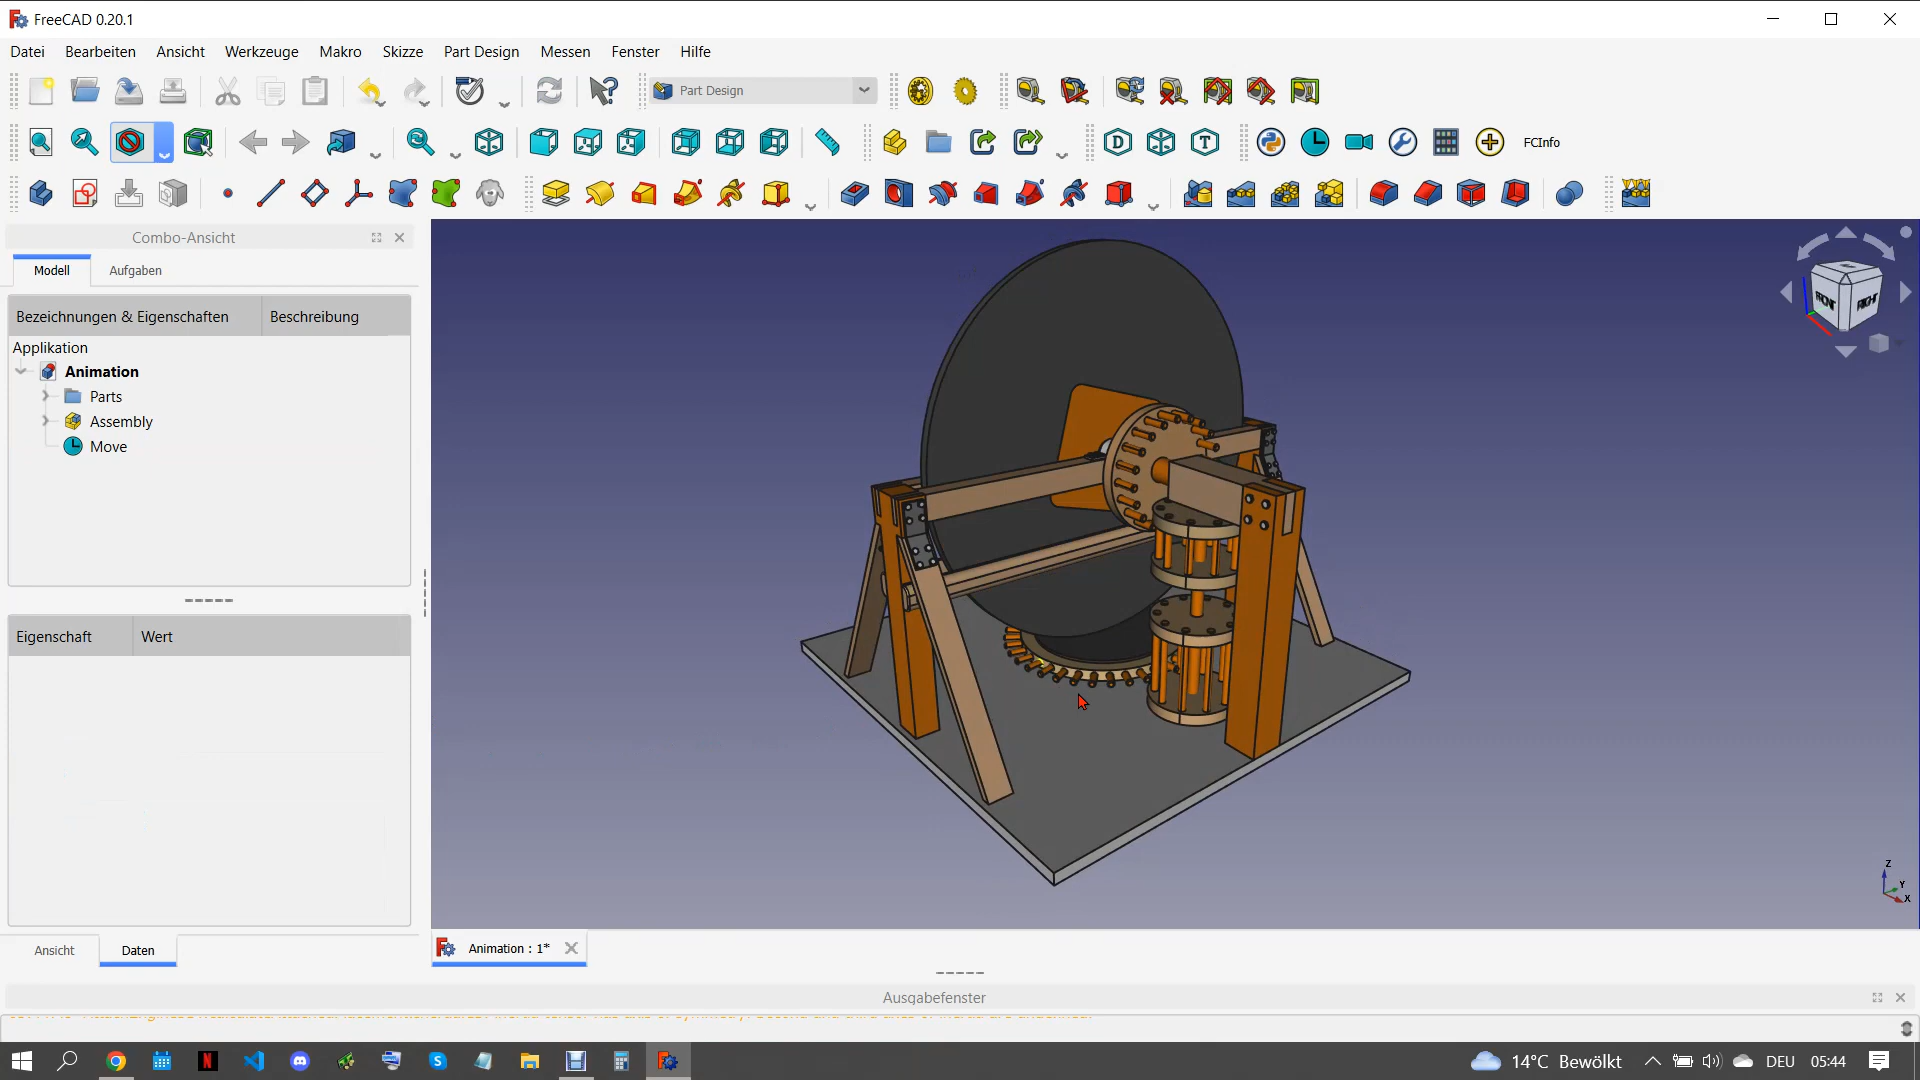 FreeCAD 0.20.1
Datei Bearbeiten Ansicht Werkzeuge Makro Skizze Part Design Messen Fenster Hilfe
Part Design
D T FCInfo
Combo-Ansicht
Modell Aufgaben
Bezeichnungen & Eigenschaften Beschreibung
Applikation
Animation
Parts
Assembly
Move
Eigenschaft Wert
Ansicht Daten
FRONT RIGHT
Z
Y
X
Animation : 1*
Ausgabefenster
14°C Bewölkt DEU 05:44